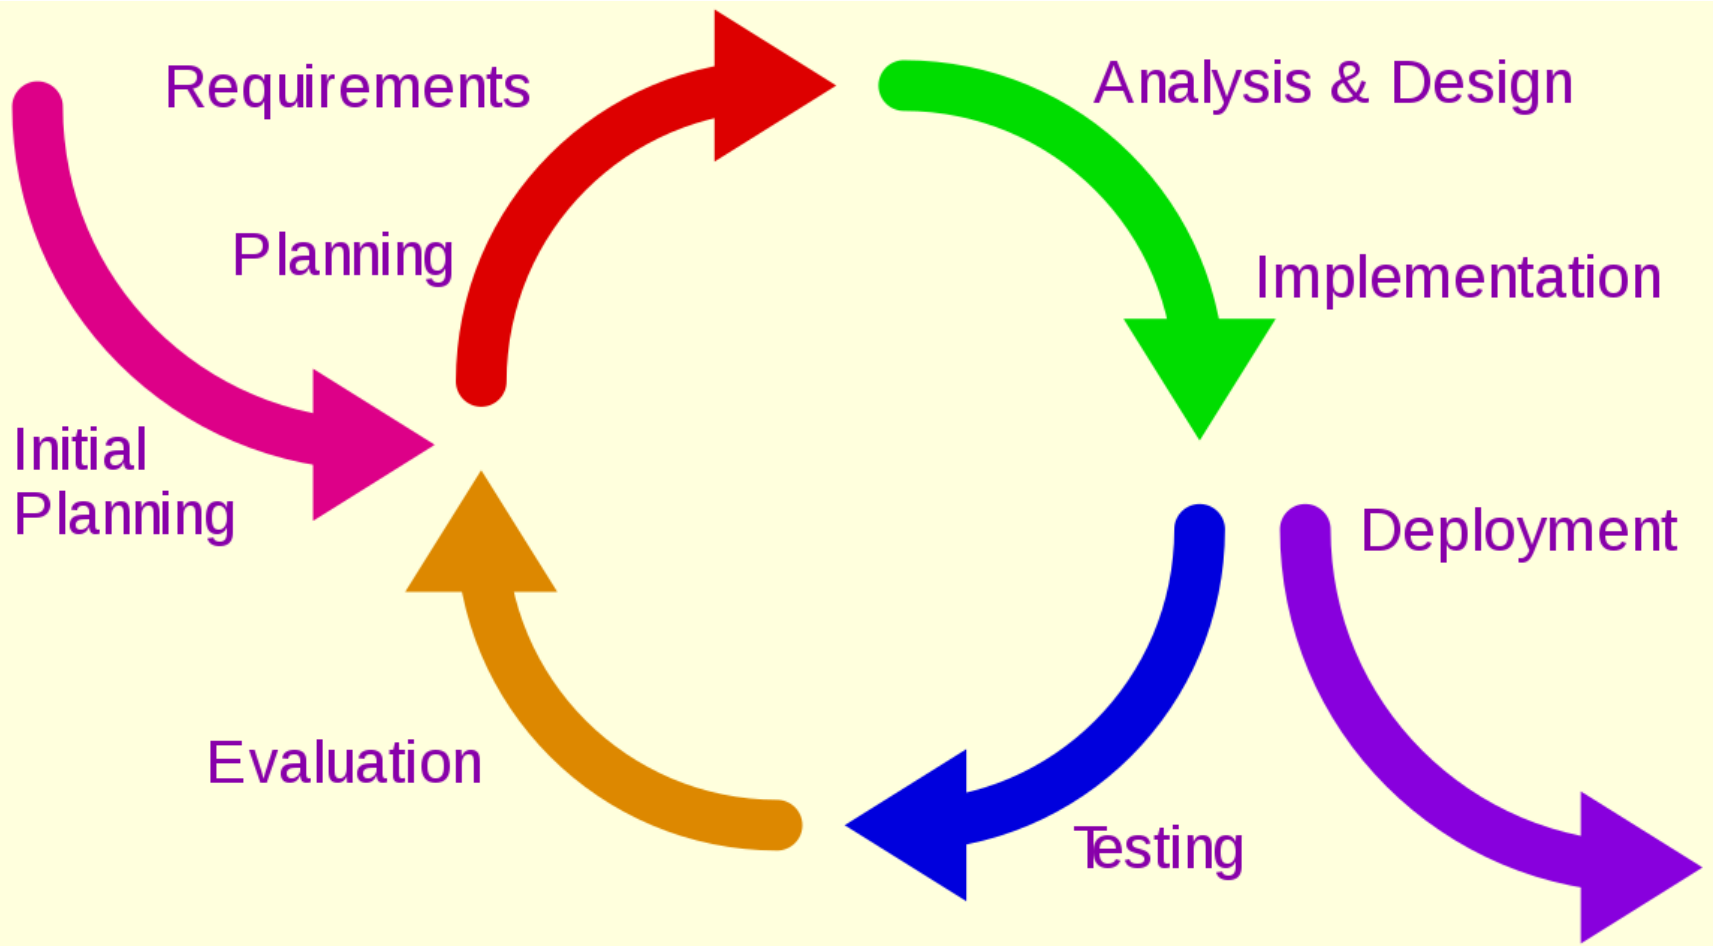 Requirements
Analysis & Design
Planning
Implementation
Initial
Planning
Deployment
Evaluation
Testing